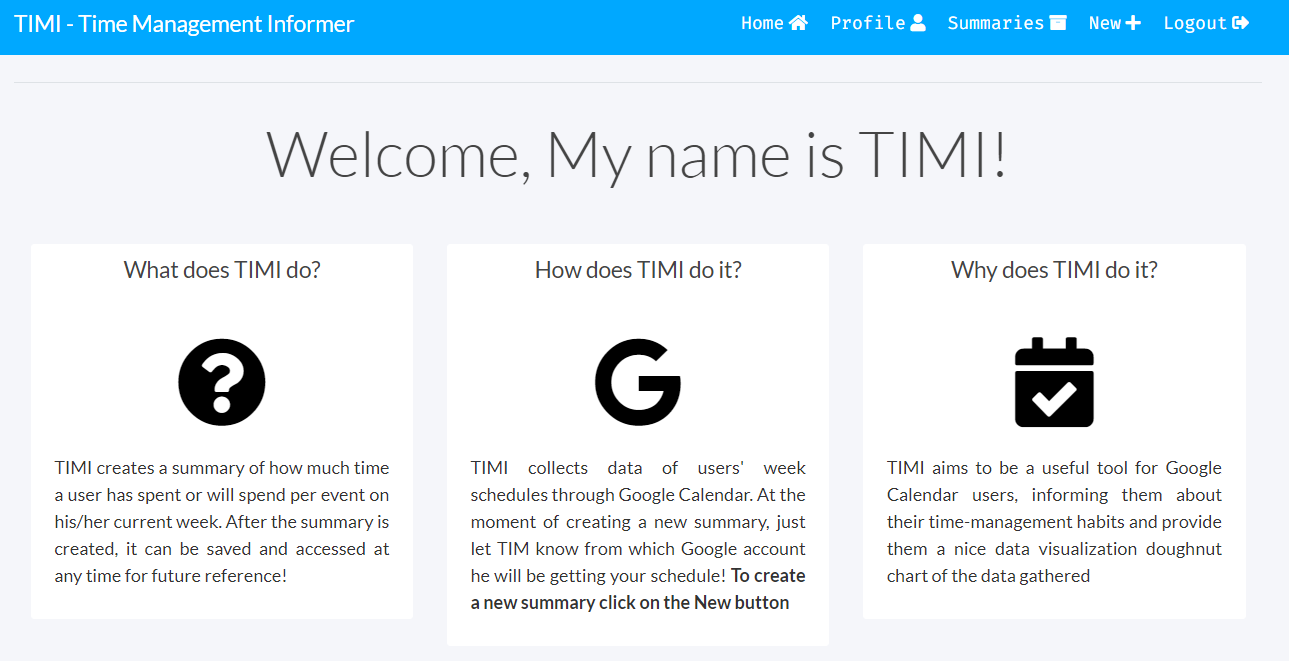 TIMI - Time Management Informer
Home Profile Summaries New Logout
Welcome, My name is TIMI!
What does TIMI do?
TIMI creates a summary of how much time
a user has spent or will spend per event on
his/her current week. After the summary is
created, it can be saved and accessed at
any time for future reference!
How does TIMI do it?
G
TIMI collects data of users' week
schedules through Google Calendar. At the
moment of creating a new summary, just
let TIM know from which Google account
he will be getting your schedule! To create
a new summary click on the New button
Why does TIMI do it?
TIMI aims to be a useful tool for Google
Calendar users, informing them about
their time-management habits and provide
them a nice data visualization doughnut
chart of the data gathered